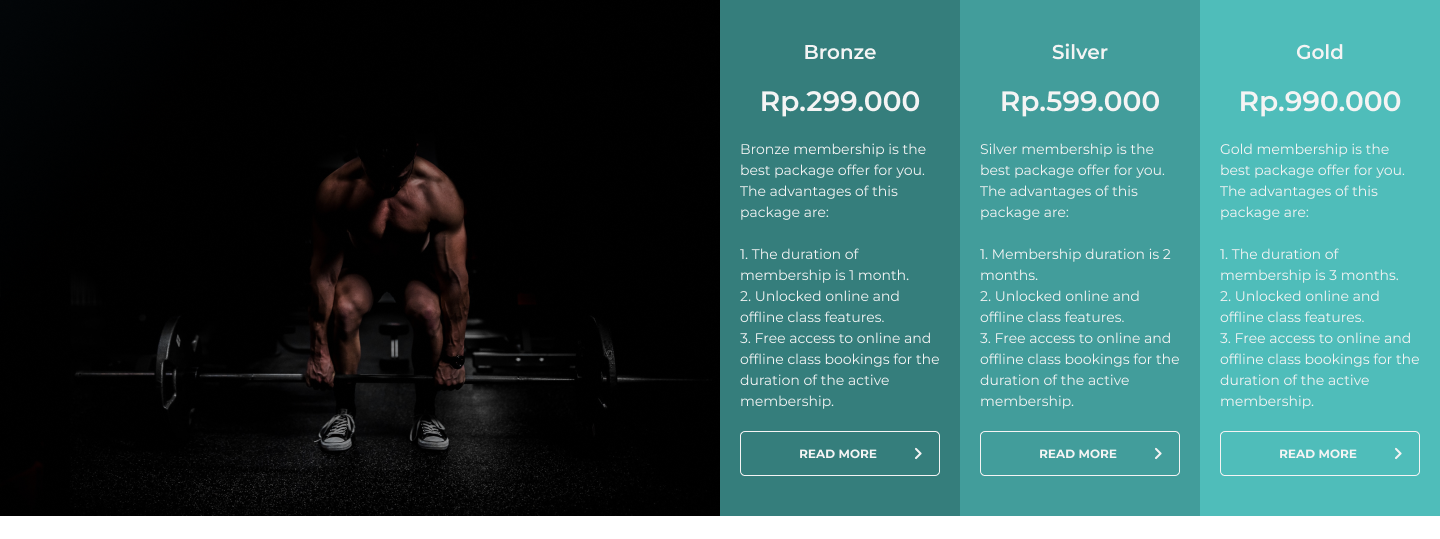 Bronze
Rp.299.000
Bronze membership is the
best package offer for you.
The advantages of this
package are:
1. The duration of
membership is 1 month.
2. Unlocked online and
offline class features.
3. Free access to online and
offline class bookings for the
duration of the active
membership.
READ MORE
Silver
Rp.599.000
Silver membership is the
best package offer for you.
The advantages of this
package are:
1. Membership duration is 2
months.
2. Unlocked online and
offline class features.
3. Free access to online and
offline class bookings for the
duration of the active
membership.
READ MORE
Gold
Rp.990.000
Gold membership is the
best package offer for you.
The advantages of this
package are:
1. The duration of
membership is 3 months.
2. Unlocked online and
offline class features.
3. Free access to online and
offline class bookings for the
duration of the active
membership.
READ MORE